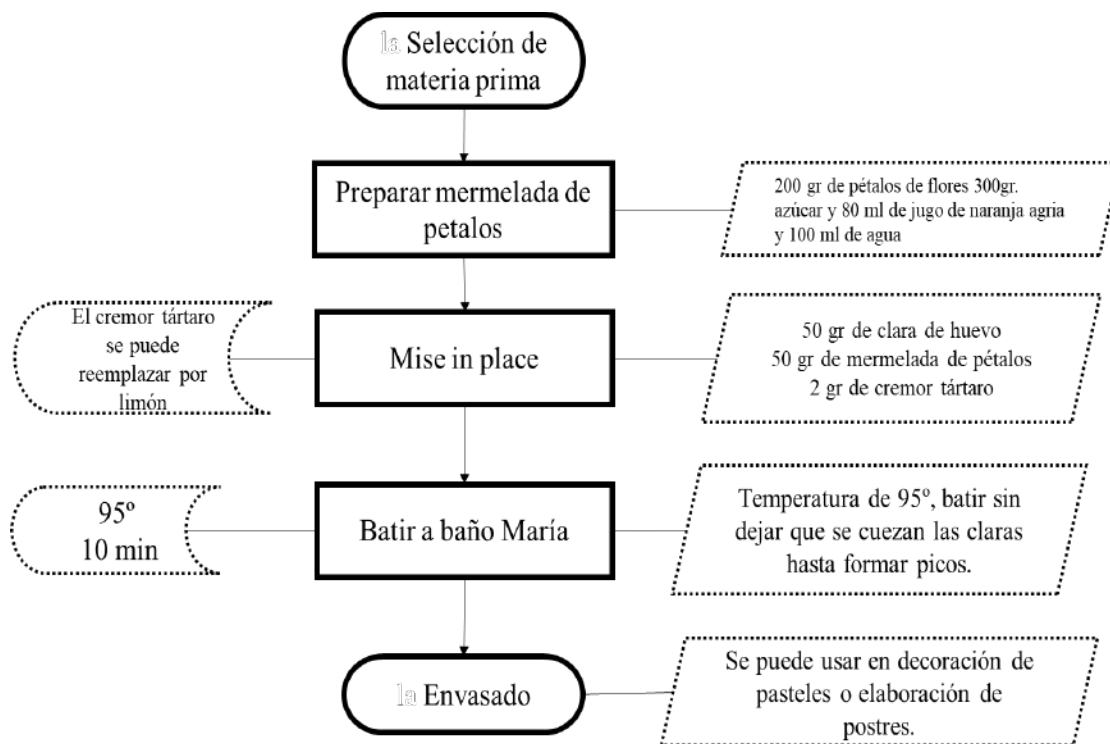 la Selección de
materia prima
Preparar mermelada de
petalos
200 gr de pétalos de flores 300gr.
azúcar y 80 ml de jugo de naranja agria
y 100 ml de agua
El cremor tártaro
se puede
reemplazar por
limón
Mise in place
50 gr de clara de huevo
50 gr de mermelada de pétalos
2 gr de cremor tártaro
95º
10 min
Batir a baño María
Temperatura de 95º, batir sin
dejar que se cuezan las claras
hasta formar picos.
la Envasado
Se puede usar en decoración de
pasteles o elaboración de
postres.